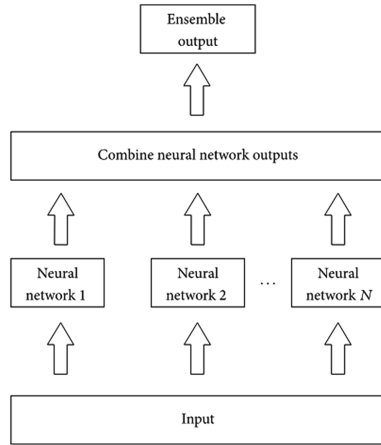 Ensemble
output
Combine neural network outputs
Neural
network 1
Neural
network 2
...
Neural
network N
Input